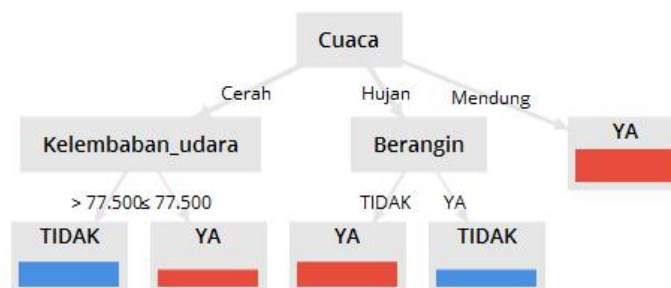 Cuaca
Cerah
Hujan
Mendung
Kelembaban_udara
Berangin
YA
> 77.500
≤ 77.500
TIDAK
YA
TIDAK
YA
YA
TIDAK